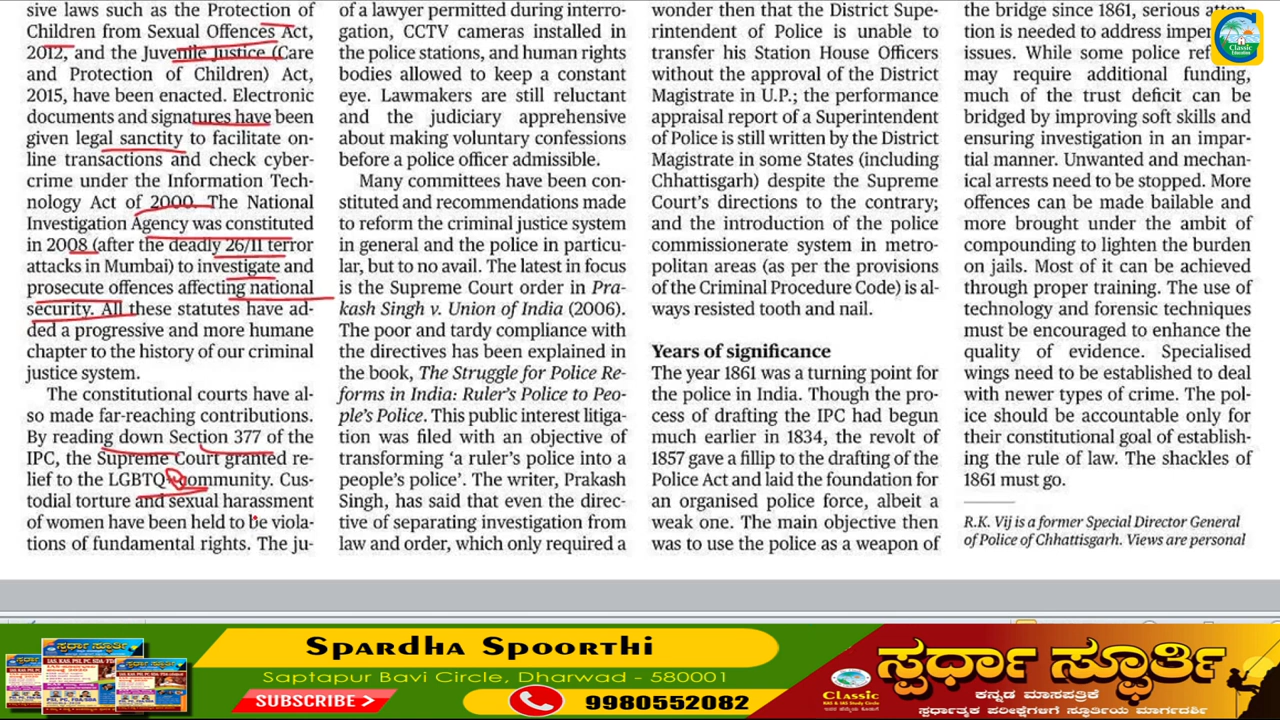 sive laws such as the Protection of
Children from Sexual Offences Act,
2012, and the Juvenile Justice (Care
and Protection of Children) Act,
2015, have been enacted. Electronic
documents and signatures have been
given legal sanctity to facilitate on-
line transactions and check cyber-
crime under the Information Tech-
nology Act of 2000. The National
Investigation Agency was constituted
in 2008 (after the deadly 26/11 terror
attacks in Mumbai) to investigate and
prosecute offences affecting national
security. All these statutes have ad-
ded a progressive and more humane
chapter to the history of our criminal
justice system.
The constitutional courts have al-
so made far-reaching contributions.
By reading down Section 377 of the
IPC, the Supreme Court granted re-
lief to the LGBTQ community. Cus-
todial torture and sexual harassment
of women have been held to be viola-
tions of fundamental rights. The ju-
of a lawyer permitted during interro-
gation, CCTV cameras installed in
the police stations, and human rights
bodies allowed to keep a constant
eye. Lawmakers are still reluctant
and the judiciary apprehensive
about making voluntary confessions
before a police officer admissible.
Many committees have been con-
stituted and recommendations made
to reform the criminal justice system
in general and the police in particu-
lar, but to no avail. The latest in focus
is the Supreme Court order in Pra-
kash Singh v. Union of India (2006).
The poor and tardy compliance with
the directives has been explained in
the book, The Struggle for Police Re-
forms in India: Ruler's Police to Peo-
ple's Police. This public interest litiga-
tion was filed with an objective of
transforming 'a ruler's police into a
people's police'. The writer, Prakash
Singh, has said that even the direc-
tive of separating investigation from
law and order, which only required a
wonder then that the District Supe-
rintendent of Police is unable to
transfer his Station House Officers
without the approval of the District
Magistrate in U.P.; the performance
appraisal report of a Superintendent
of Police is still written by the District
Magistrate in some States (including
Chhattisgarh) despite the Supreme
Court's directions to the contrary;
and the introduction of the police
commissionerate system in metro-
politan areas (as per the provision
of the Criminal Procedure Code) is al-
ways resisted tooth and nail.
Years of significance
The year 1861 was a turning point for
the police in India. Though the pro-
cess of drafting the IPC had begun
much earlier in 1834, the revolt of
1857 gave a fillip to the drafting of the
Police Act and laid the foundation for
an organised police force, albeit a
weak one. The main objective then
was to use the police as a weapon of
the bridge since 1861, serious
tion is needed to address
issues. While some police
may require additional funding,
much of the trust deficit can be
bridged by improving soft skills and
ensuring investigation in an impar-
tial manner. Unwanted and mechan-
ical arrests need to be stopped. More
offences can be made bailable and
more brought under the ambit of
compounding to lighten the burden
on jails. Most of it can be achieved
through proper training. The use of
technology and forensic techniques
must be encouraged to enhance the
quality of evidence. Specialised
wings need to be established to deal
with newer types of crime. The pol-
ice should be accountable only for
their constitutional goal of establish-
ing the rule of law. The shackles of
1861 must go.
R.K. Vij is a former Special Director General
of Police of Chhattisgarh. Views are personal
Classic
Education
Spardha Spoorthi
Saptapur Bavi Circle, Dharwad - 580001
SUBSCRIBE >
9980552082
Classic
ಸ್ಪರ್ಧಾ ಸ್ಫೂರ್ತಿ
ಕನ್ನಡ ಮಾಸಪತ್ರಿಕೆ
ಸ್ಪರ್ಧಾತ್ಮಕ ಪರೀಕ್ಷೆಗಳಿಗೆ ಸ್ಫೂರ್ತಿಯ ಮಾರ್ಗದರ್ಶಿ